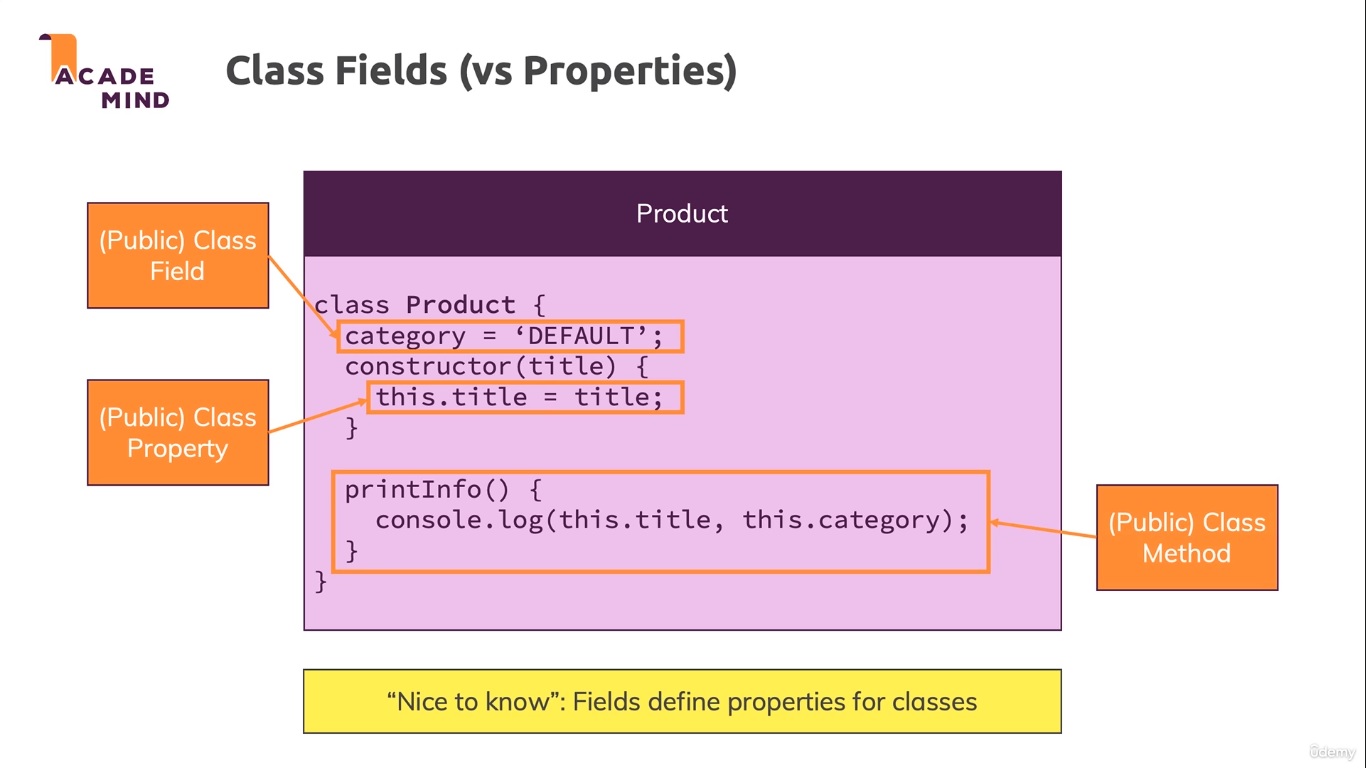 ACADE
MIND
Class Fields (vs Properties)
Product
(Public) Class
Field
class Product {
category = ‘DEFAULT’;
constructor(title) {
this.title = title;
}
(Public) Class
Property
printInfo() {
console.log(this.title, this.category);
}
}
(Public) Class
Method
“Nice to know”: Fields define properties for classes
ûdemy